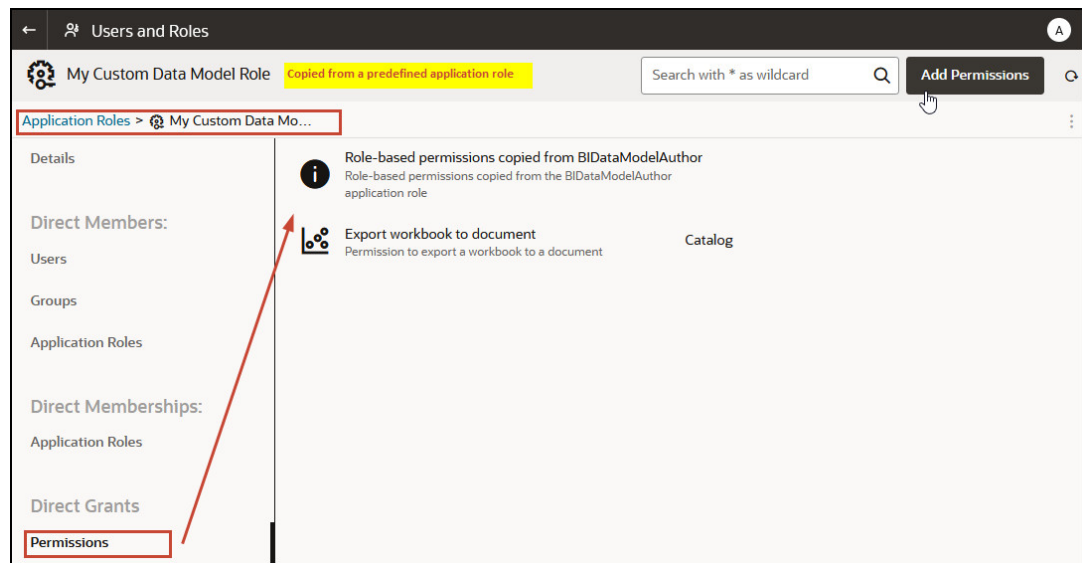 Users and Roles
A
My Custom Data Model Role
Copied from a predefined application role
Search with * as wildcard
Add Permissions
Application Roles > My Custom Data Mo...
Details
Role-based permissions copied from BIDataModelAuthor
Role-based permissions copied from the BIDataModelAuthor
application role
Direct Members:
Export workbook to document
Catalog
Permission to export a workbook to a document
Users
Groups
Application Roles
Direct Memberships:
Application Roles
Direct Grants
Permissions